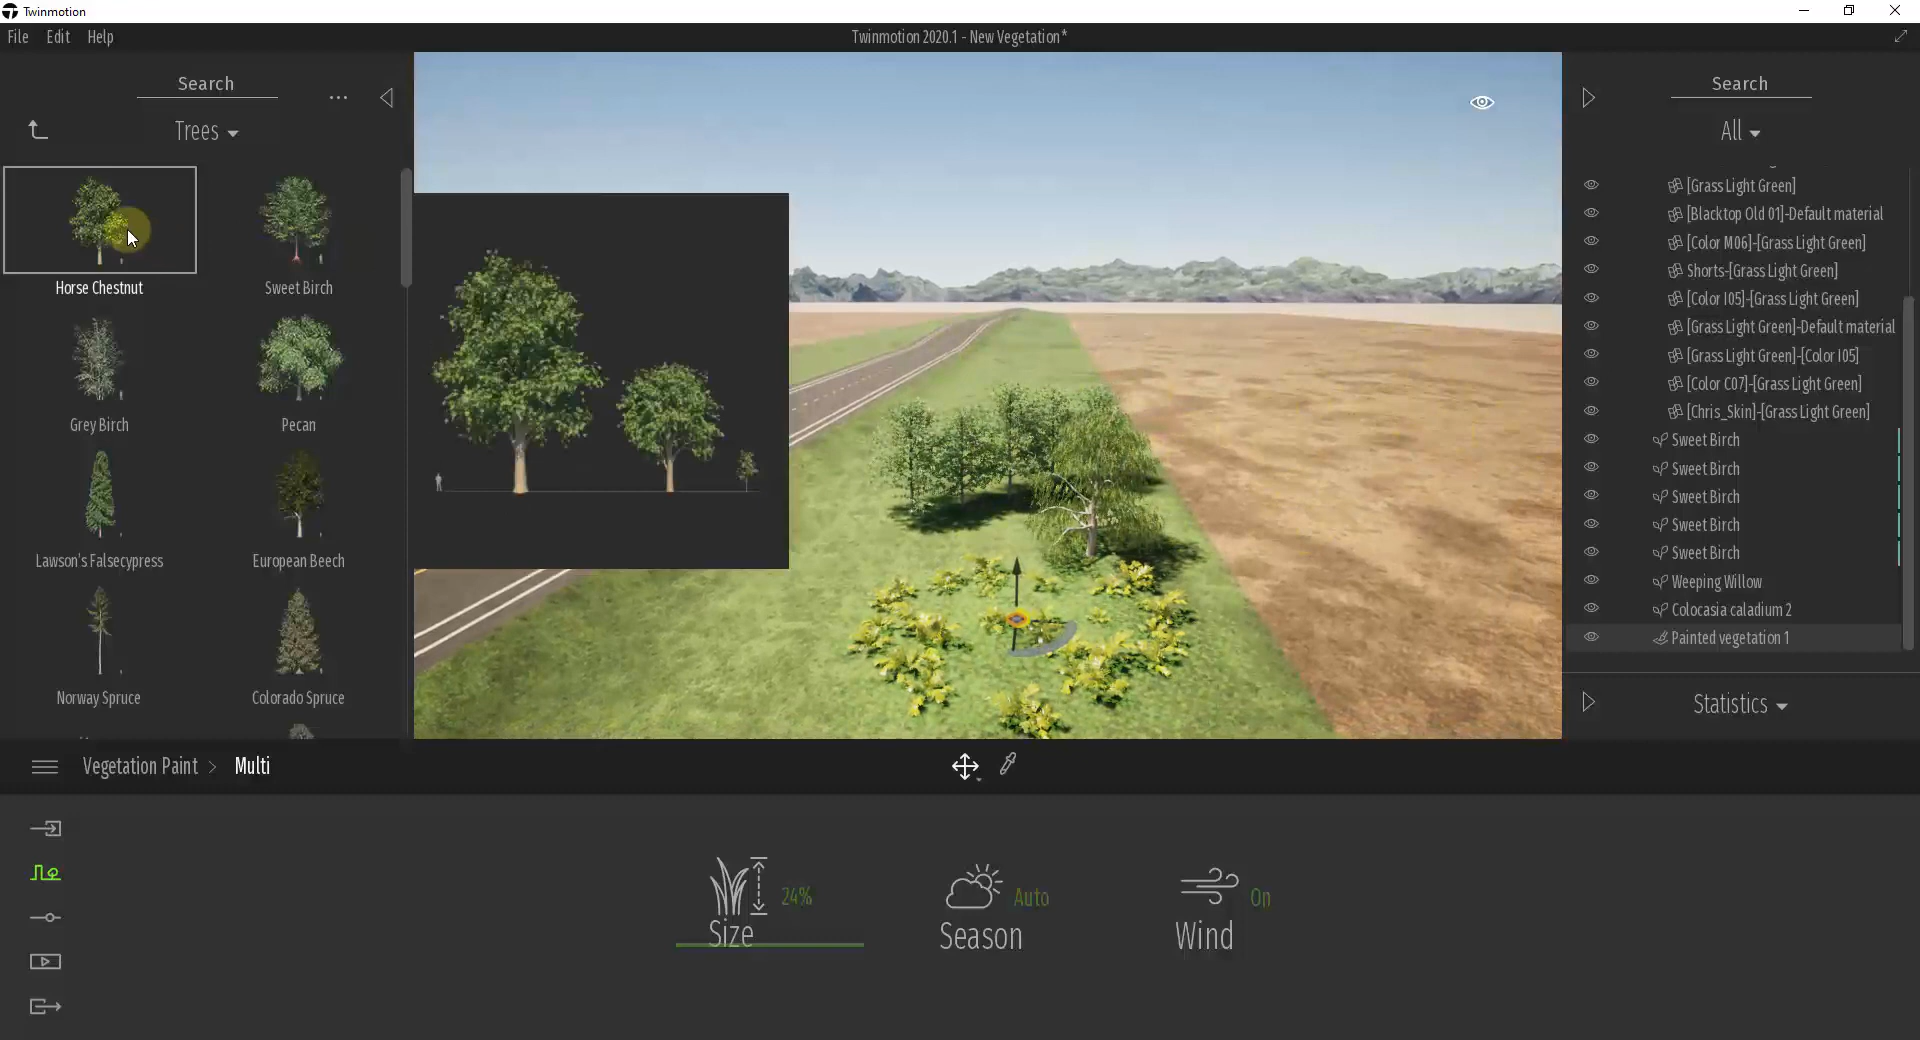 Twinmotion
File Edit Help
Twinmotion 2020.1 - New Vegetation*
Search
...
Trees
Horse Chestnut
Sweet Birch
Grey Birch
Pecan
Lawson's Falsecypress
European Beech
Norway Spruce
Colorado Spruce
Search
All
[Grass Light Green]
[Blacktop Old 01]-Default material
[Color M06]-[Grass Light Green]
Shorts-[Grass Light Green]
[Color I05]-[Grass Light Green]
[Grass Light Green]-Default material
[Grass Light Green]-[Color I05]
[Color C07]-[Grass Light Green]
[Chris_Skin]-[Grass Light Green]
Sweet Birch
Sweet Birch
Sweet Birch
Sweet Birch
Sweet Birch
Weeping Willow
Colocasia caladium 2
Painted vegetation 1
Statistics
Vegetation Paint > Multi
24%
Size
Auto
Season
On
Wind